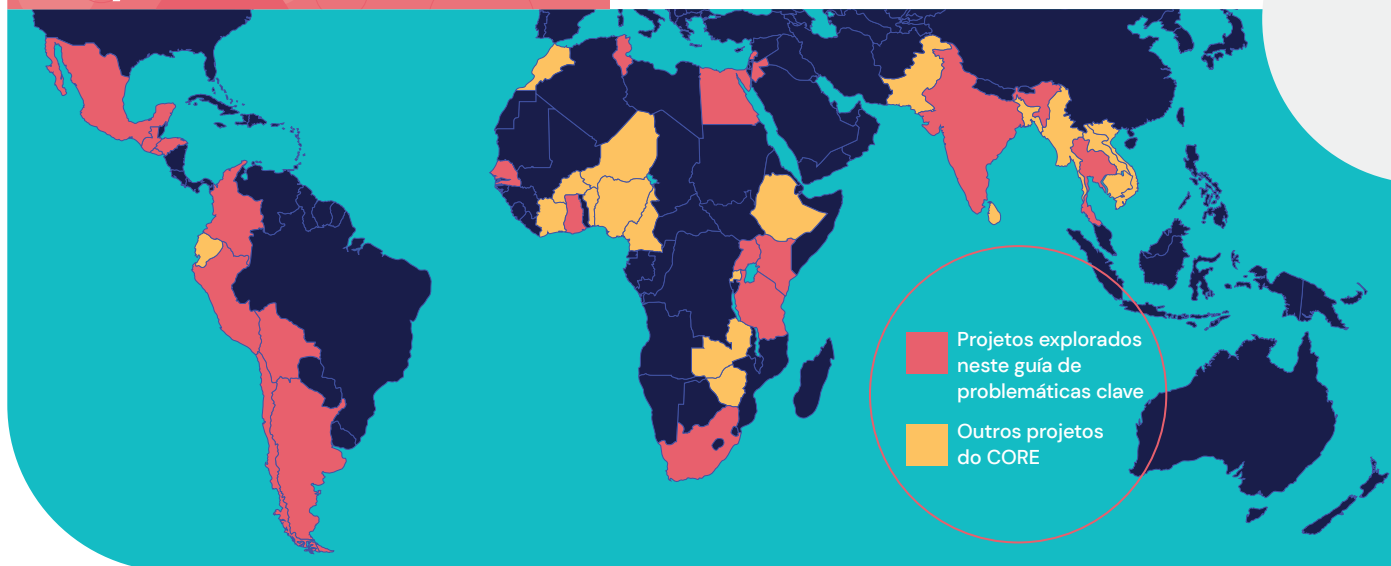 Projetos explorados
neste guía de
problemáticas clave
Outros projetos
do CORE